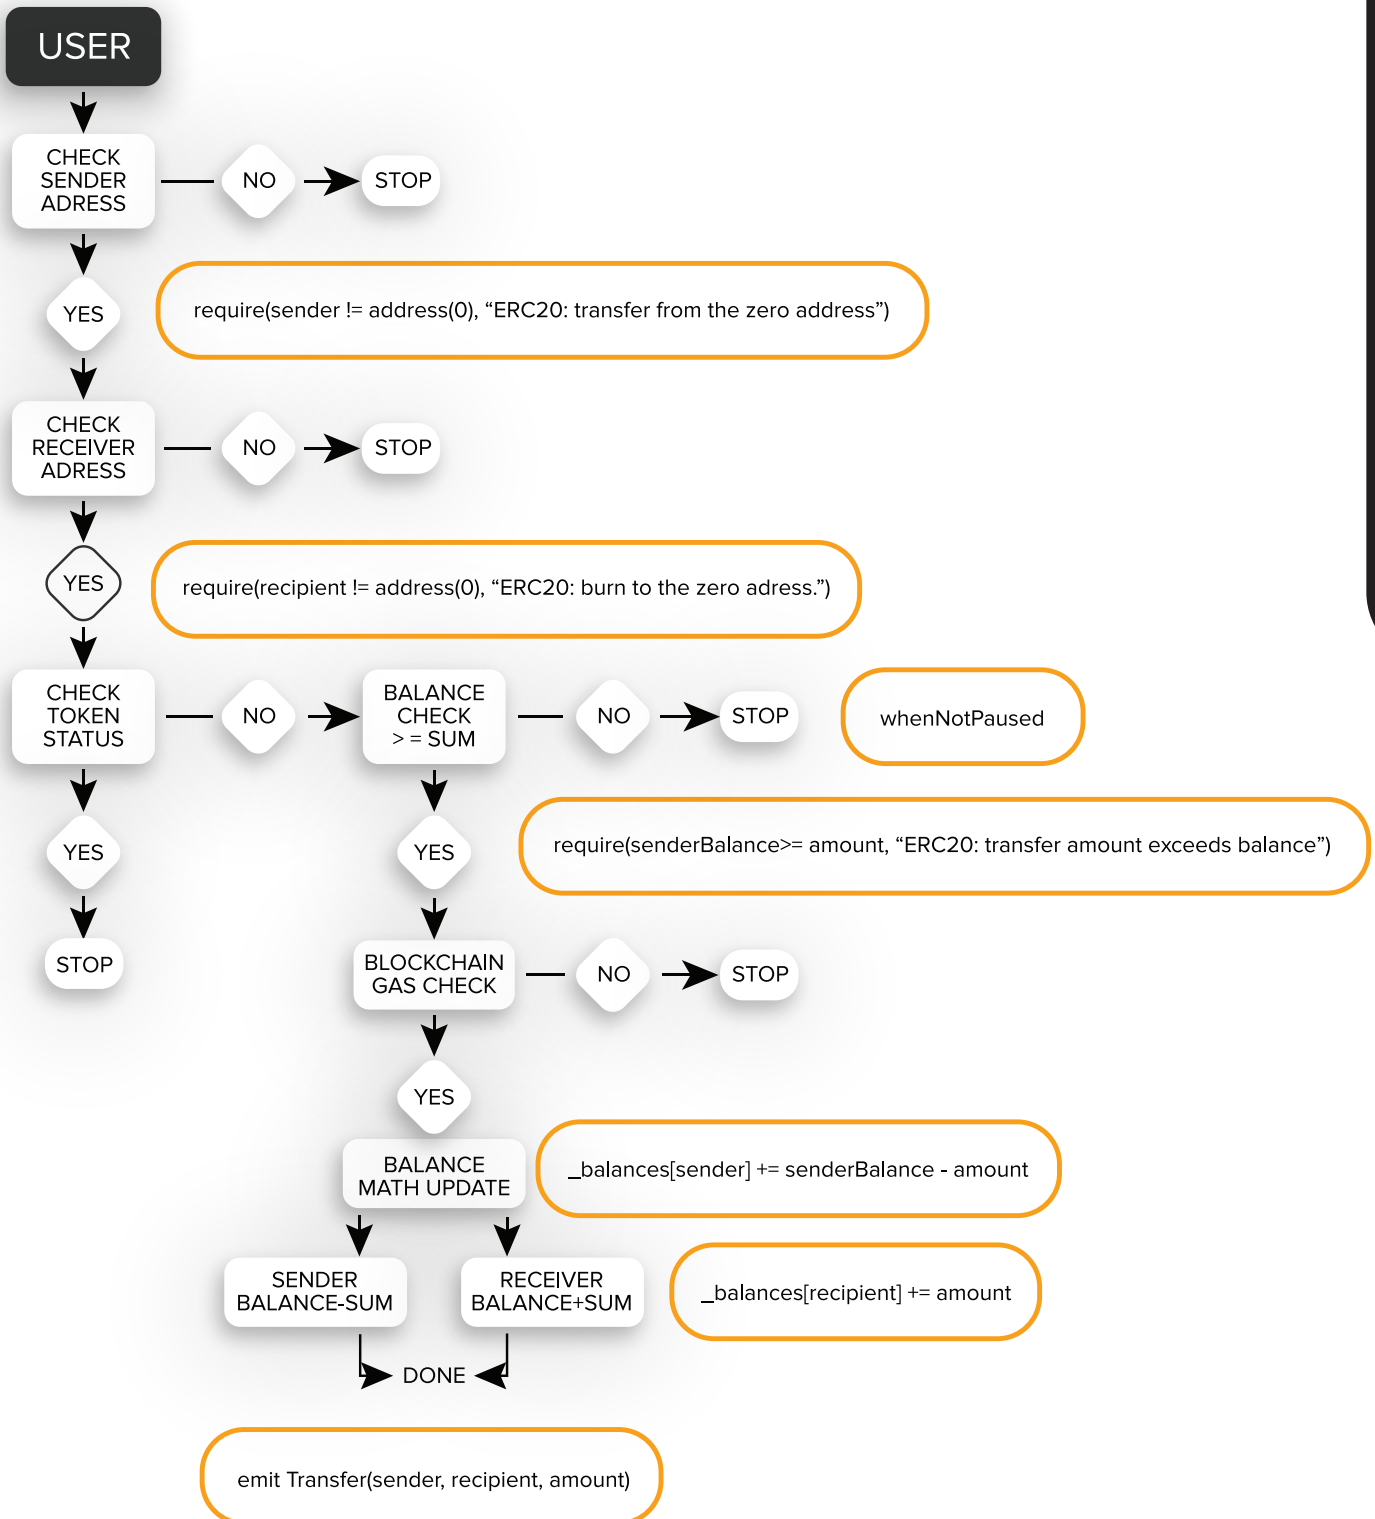 USER
CHECK
SENDER
ADRESS
NO
STOP
YES
require(sender != address(0), “ERC20: transfer from the zero address”)
CHECK
RECEIVER
ADRESS
NO
STOP
YES
require(recipient != address(0), “ERC20: burn to the zero adress.”)
CHECK
TOKEN
STATUS
NO
BALANCE
CHECK
> = SUM
NO
STOP
whenNotPaused
YES
YES
require(senderBalance>= amount, “ERC20: transfer amount exceeds balance”)
STOP
BLOCKCHAIN
GAS CHECK
NO
STOP
YES
BALANCE
MATH UPDATE
_balances[sender] += senderBalance - amount
SENDER
BALANCE-SUM
RECEIVER
BALANCE+SUM
_balances[recipient] += amount
DONE
emit Transfer(sender, recipient, amount)